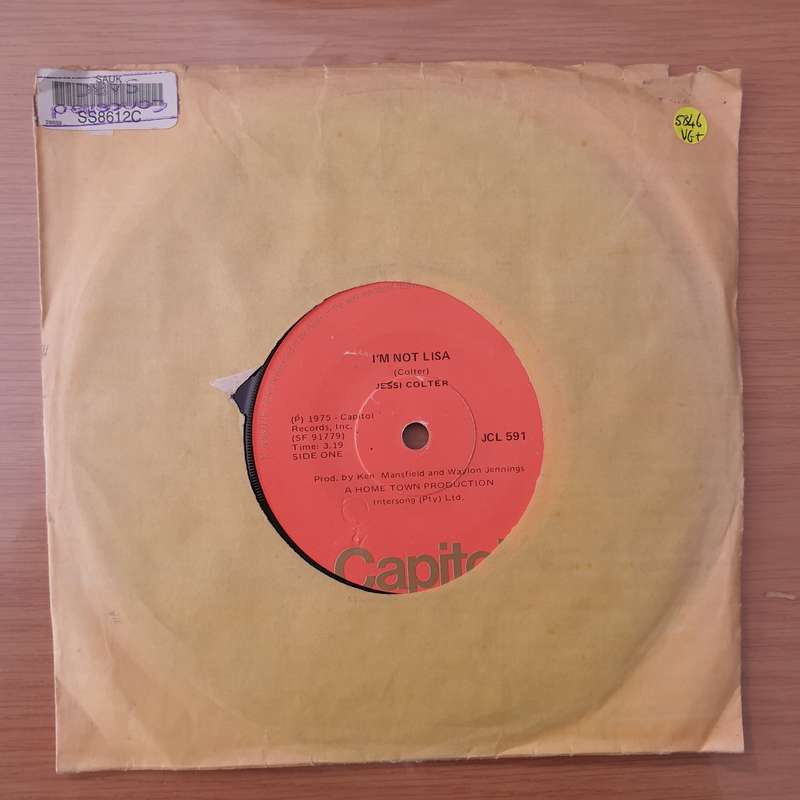 SAUK
SS8612C
5846
VG+
I'M NOT LISA
(Colter)
JESSI COLTER
(P) 1975 - Capitol
Records, Inc.
(SF 91779)
Time: 3.19
SIDE ONE
JCL 591
Prod. by Ken Mansfield and Waylon Jennings
A HOME TOWN PRODUCTION
Intersong (Pty) Ltd.
Capitol